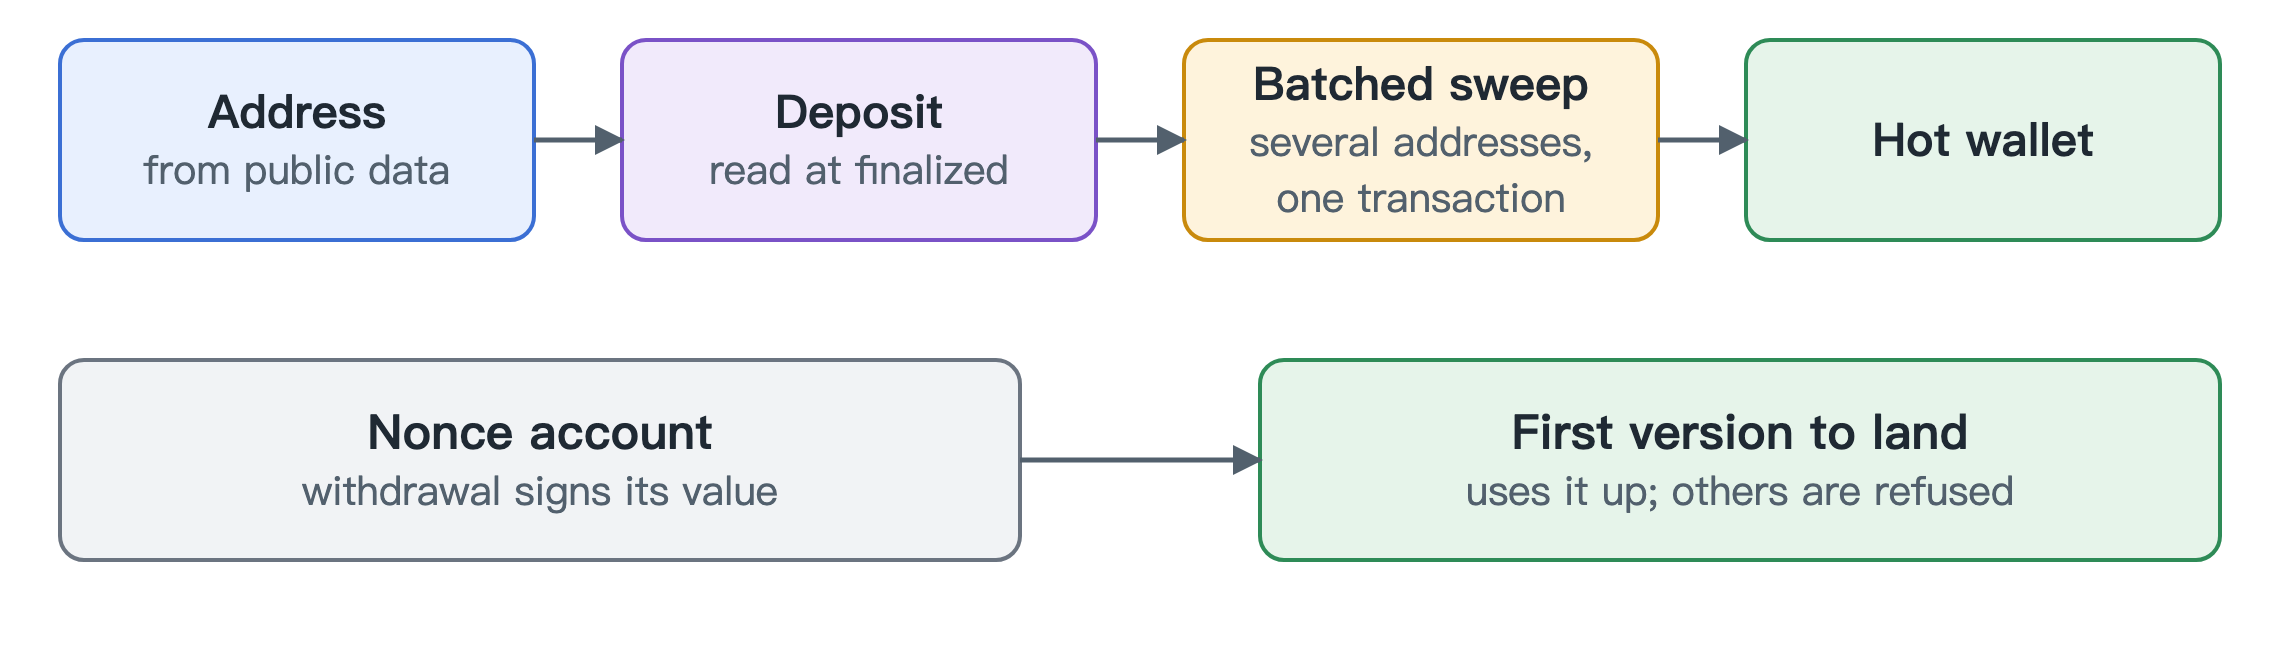 Address
from public data
Deposit
read at finalized
Batched sweep
several addresses,
one transaction
Hot wallet
Nonce account
withdrawal signs its value
First version to land
uses it up; others are refused